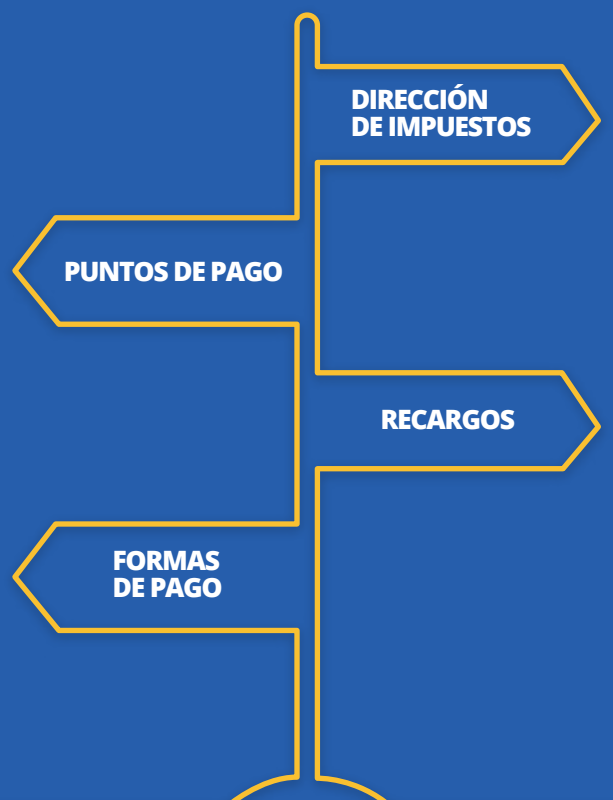 DIRECCIÓN
DE IMPUESTOS
PUNTOS DE PAGO
RECARGOS
FORMAS
DE PAGO